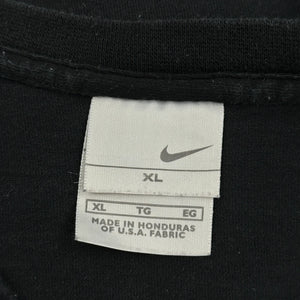 XL
XL TG EG
MADE IN HONDURAS
OF U.S.A. FABRIC